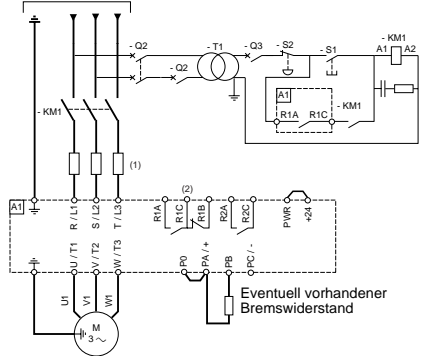 - Q2
- T1
- Q3
- S2
- S1
- KM1
A1
A2
- Q2
A1
- KM1
R1A
R1C
- KM1
(1)
(2)
A1
R / L1
S / L2
T / L3
R1A
R1C
R1B
R2A
R2C
PWR
+24
U / T1
V / T2
W / T3
P0
PA / +
PB
PC / -
U1
V1
W1
M
3 ~
Eventuell vorhandener
Bremswiderstand